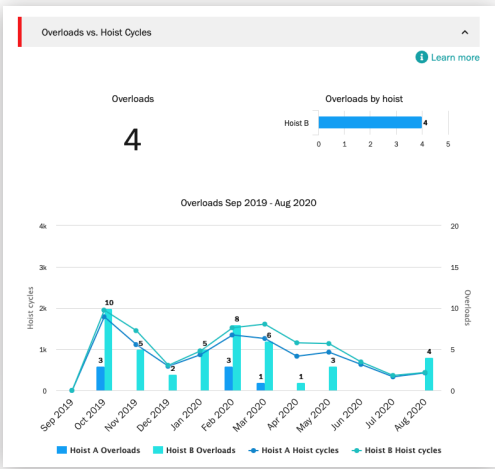 Overloads vs. Hoist Cycles
Learn more
Overloads
4
Overloads by hoist
Hoist B
4
0 1 2 3 4 5
Overloads Sep 2019 - Aug 2020
4k
3k
2k
1k
0
Hoist cycles
20
15
10
5
0
Overloads
3 10 5 2 5 3 8 1 6 1 3 4
Sep 2019 Oct 2019 Nov 2019 Dec 2019 Jan 2020 Feb 2020 Mar 2020 Apr 2020 May 2020 Jun 2020 Jul 2020 Aug 2020
Hoist A Overloads Hoist B Overloads Hoist A Hoist cycles Hoist B Hoist cycles